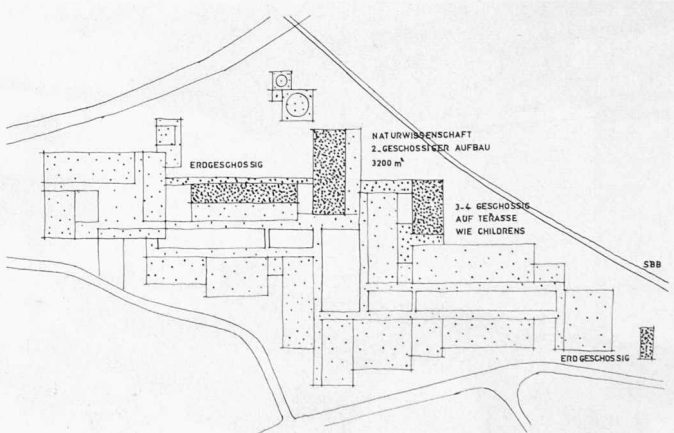 NATURWISSENSCHAFT
2-GESCHOSSIGER AUFBAU
3200 m²
ERDGESCHOSSIG
3-4 GESCHOSSIG
AUF TERASSE
WIE CHILDRENS
SBB
ERDGESCHOSSIG